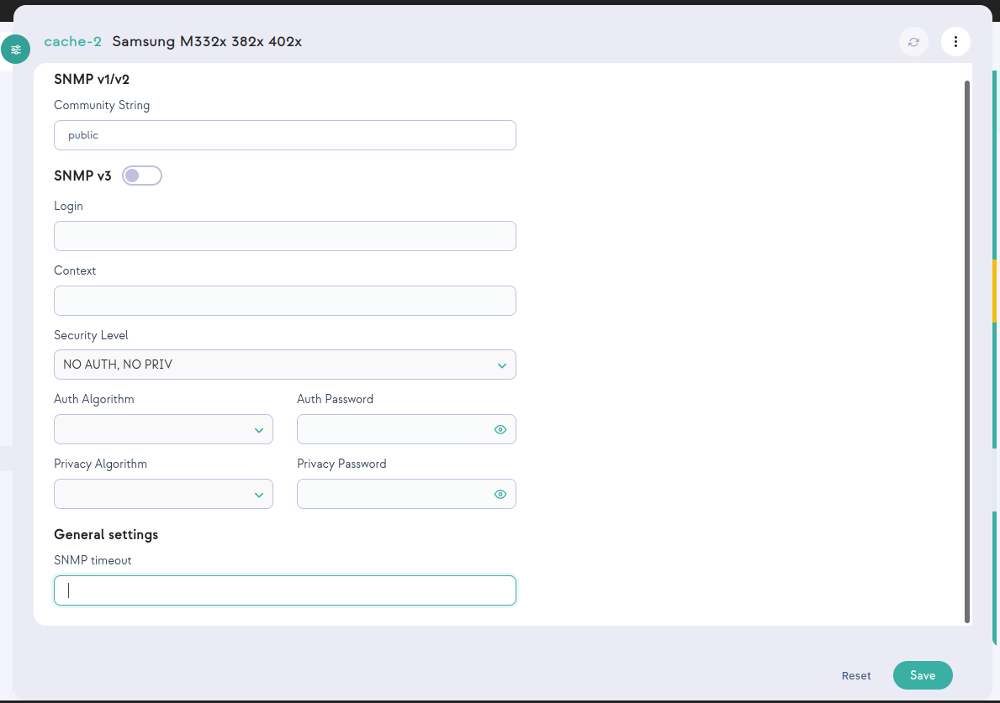 cache-2 Samsung M332x 382x 402x
SNMP v1/v2
Community String
public
SNMP v3
Login
Context
Security Level
NO AUTH, NO PRIV
Auth Algorithm Auth Password
Privacy Algorithm Privacy Password
General settings
SNMP timeout
Reset Save